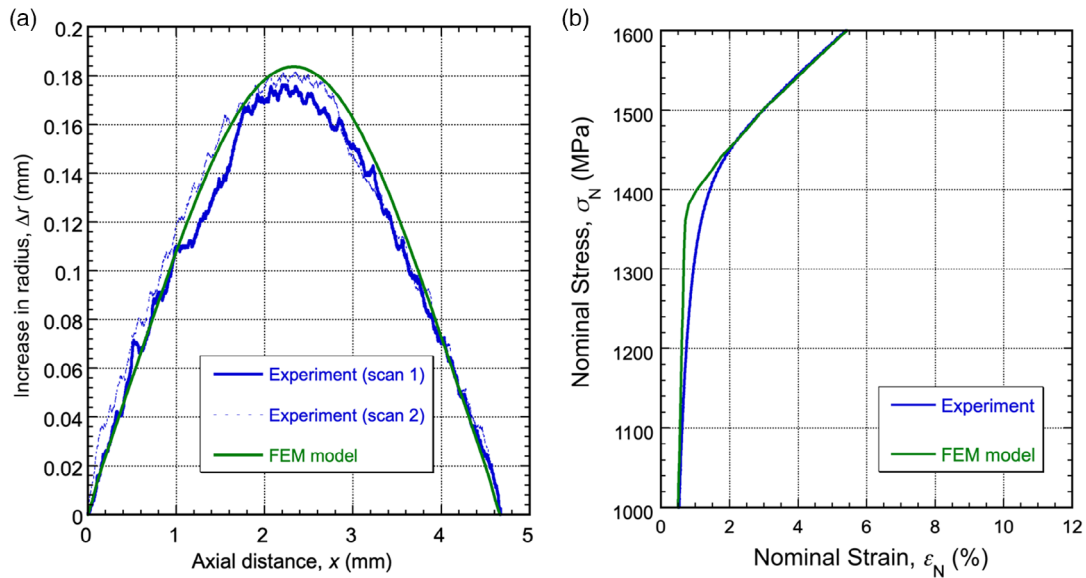 (a)
0.2
0.18
0.16
0.14
0.12
0.1
0.08
0.06
0.04
0.02
0
Increase in radius, Δr (mm)
Experiment (scan 1)
Experiment (scan 2)
FEM model
0 1 2 3 4 5
Axial distance, x (mm)
(b)
1600
1500
1400
1300
1200
1100
1000
Nominal Stress, σN (MPa)
Experiment
FEM model
0 2 4 6 8 10 12
Nominal Strain, εN (%)